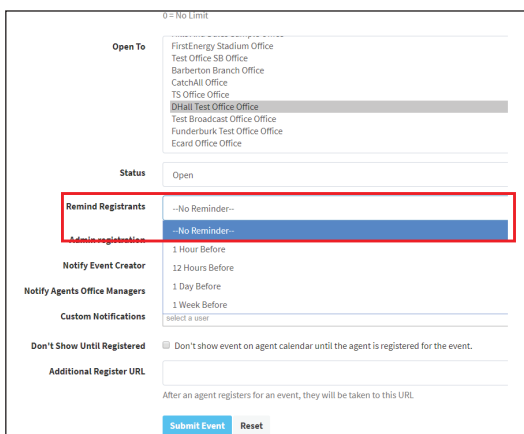 0 = No Limit
Open To
FirstEnergy Stadium Office
Test Office SB Office
Barberton Branch Office
CatchAll Office
TS Office Office
DHall Test Office Office
Test Broadcast Office Office
Funderburk Test Office Office
Ecard Office Office
Status Open
Remind Registrants --No Reminder--
--No Reminder--
Admin registration
1 Hour Before
Notify Event Creator 12 Hours Before
Notify Agents Office Managers 1 Day Before
1 Week Before
Custom Notifications select a user
Don't Show Until Registered Don't show event on agent calendar until the agent is registered for the event.
Additional Register URL
After an agent registers for an event, they will be taken to this URL
Submit Event Reset